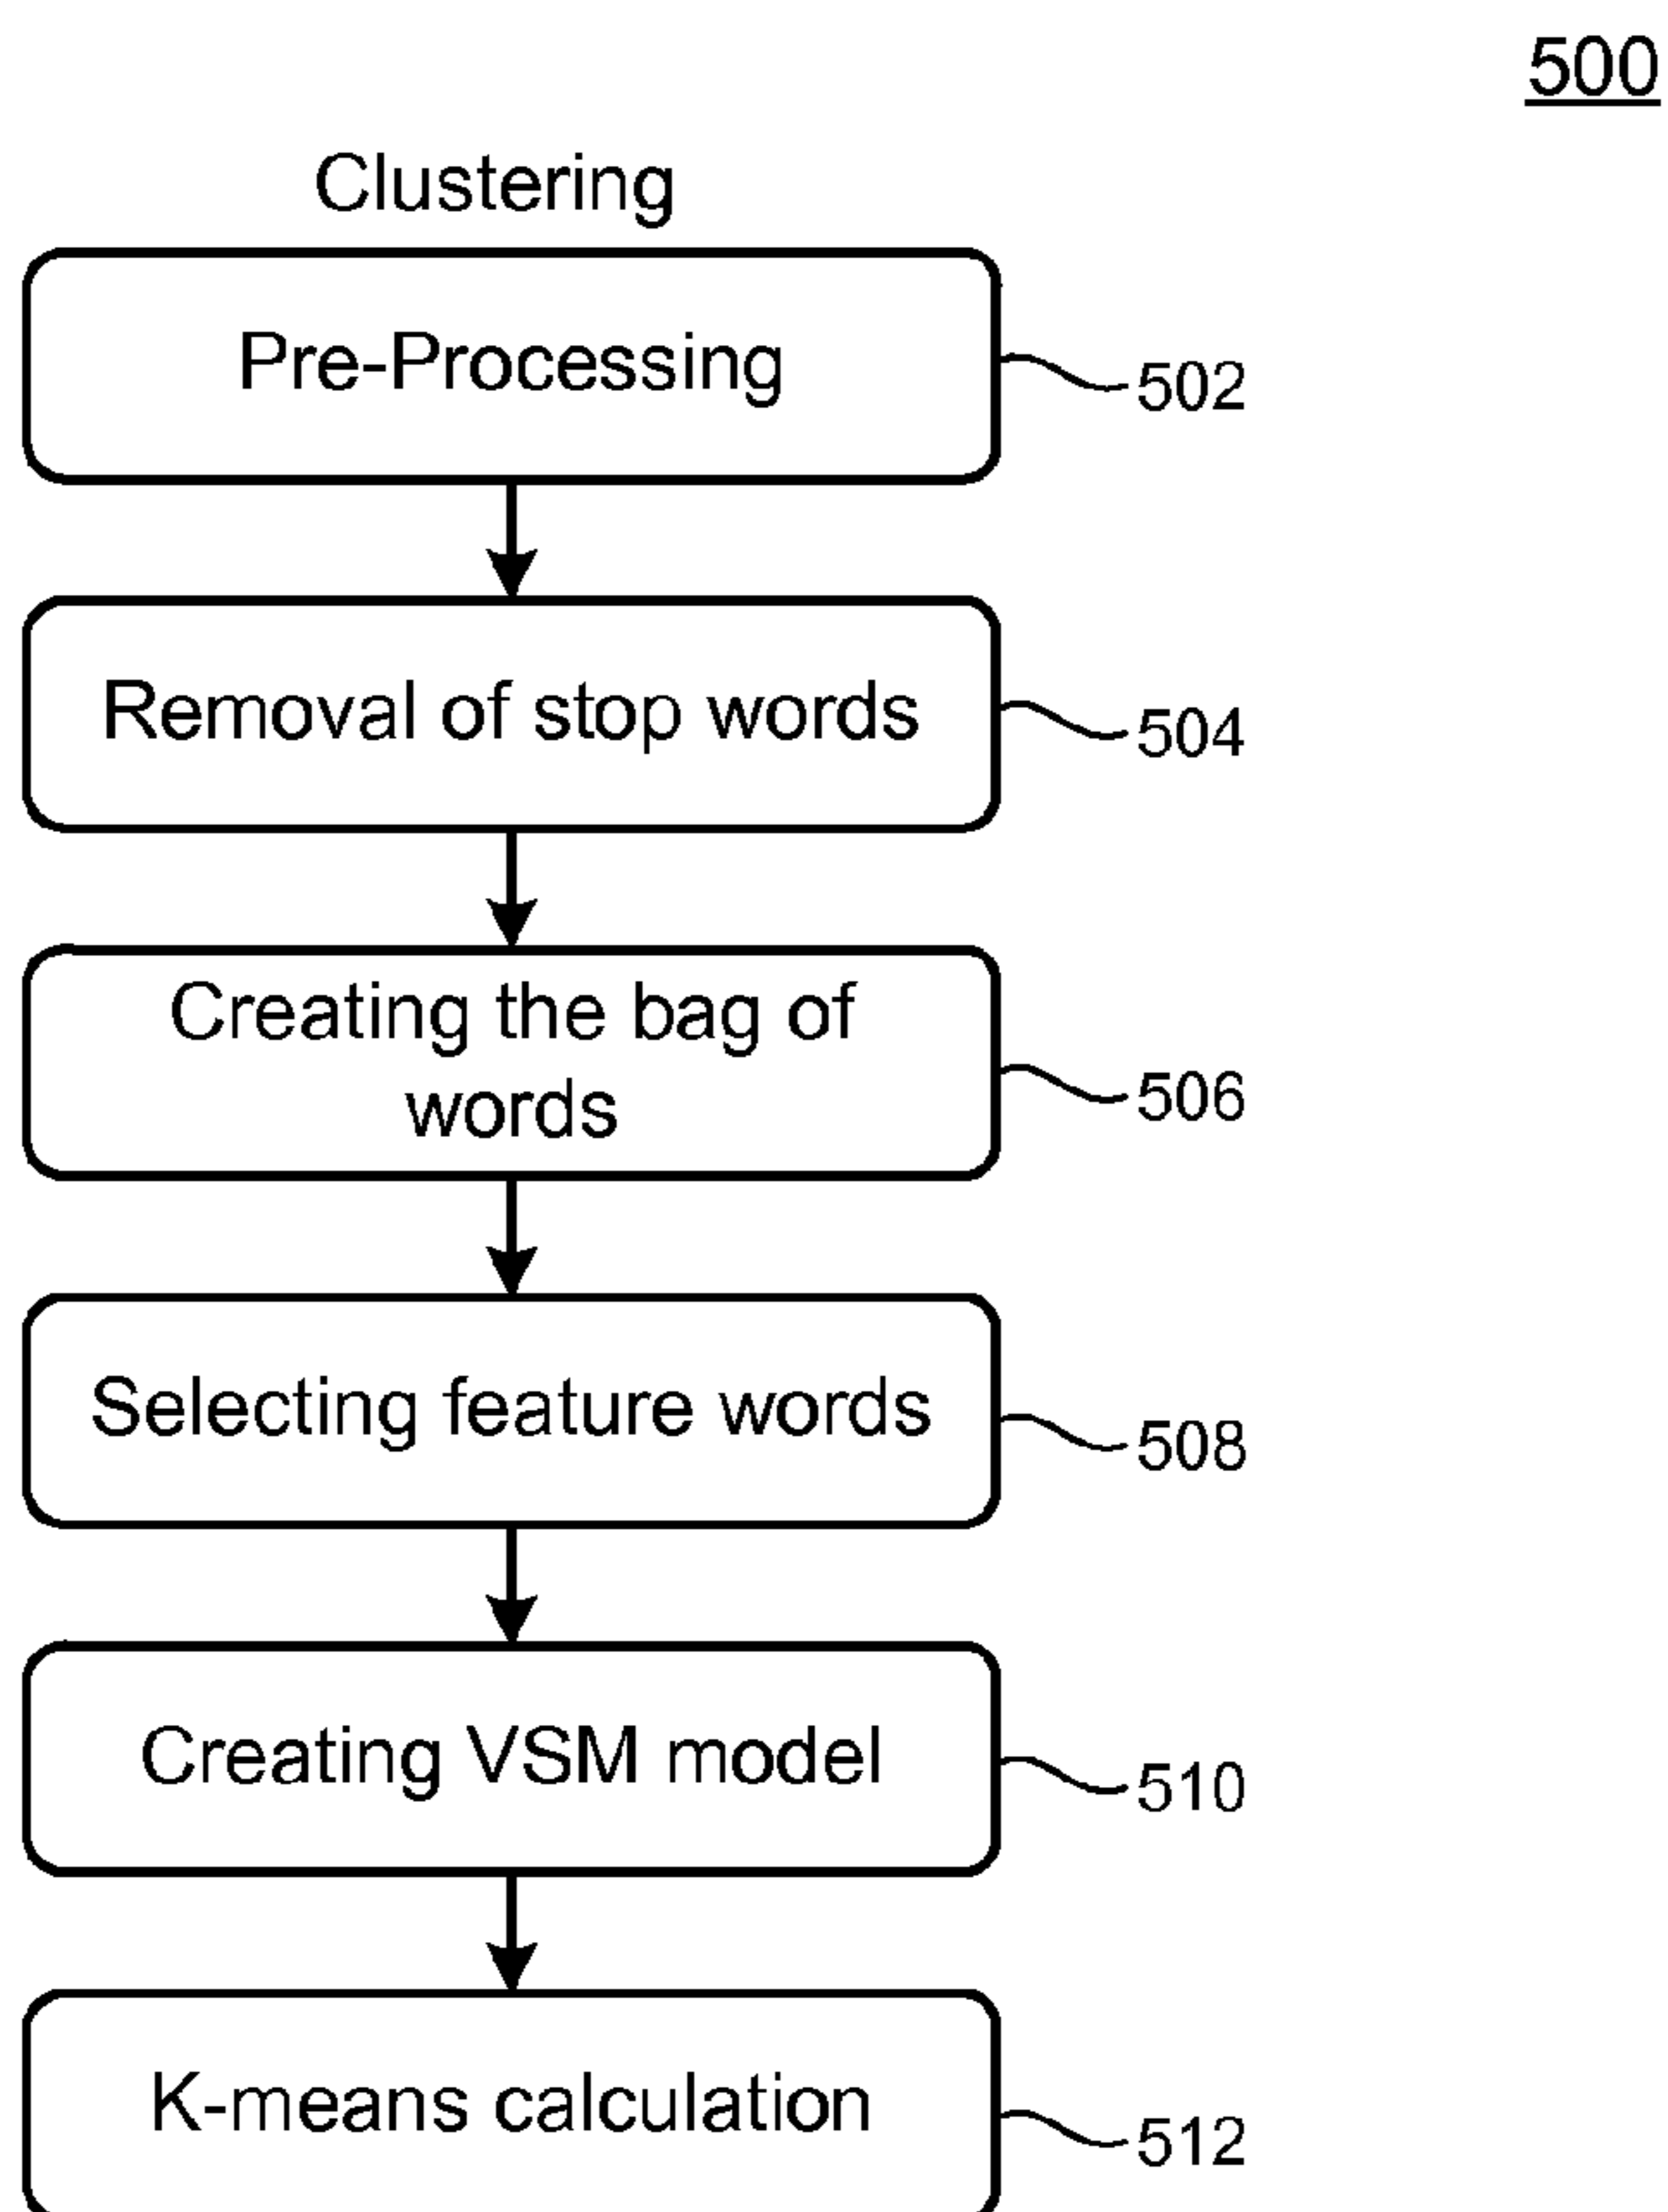 500
Clustering
Pre-Processing
502
Removal of stop words
504
Creating the bag of
words
506
Selecting feature words
508
Creating VSM model
510
K-means calculation
512